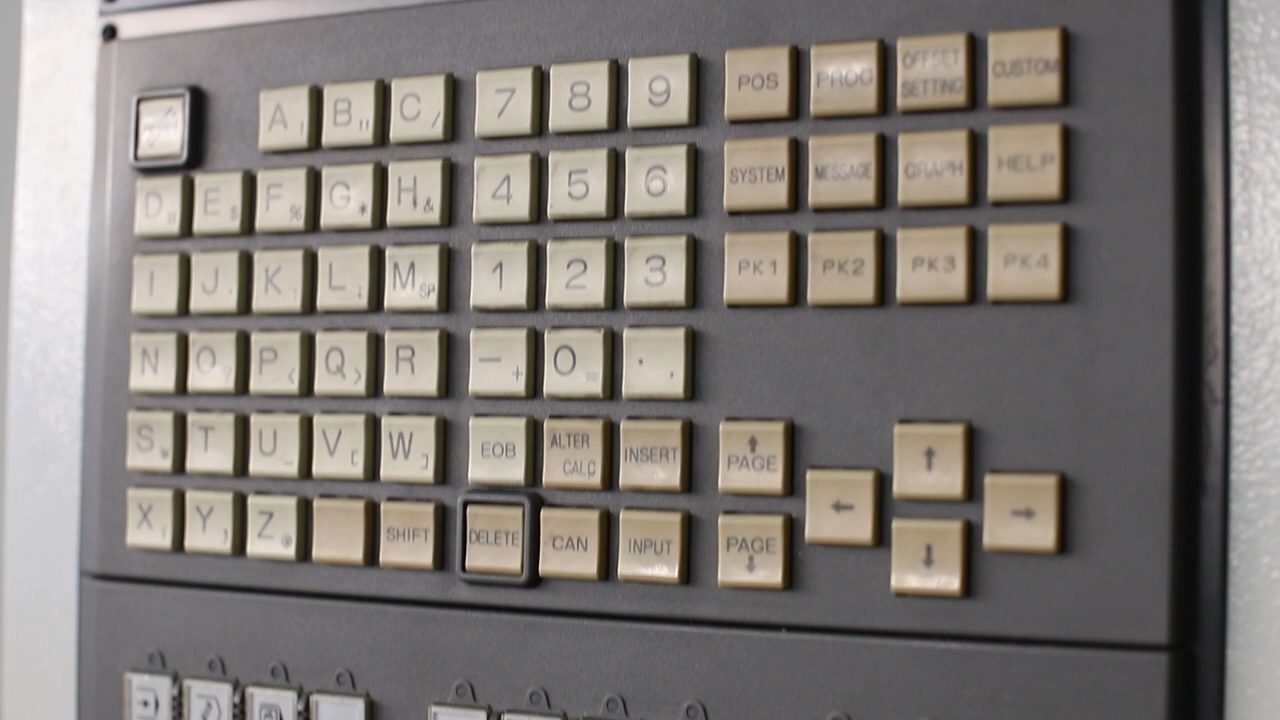 A B " C / 7 8 9 POS PROG OFFSET SETTING CUSTOM
D E $ F % G * H & 4 5 6 SYSTEM MESSAGE GRAPH HELP
I J K L M SP 1 2 3 PK1 PK2 PK3 PK4
N O ? P < Q > R - + 0 = . ,
S T U _ V [ W ] EOB ALTER CALC INSERT ↑ PAGE ↑
← →
X ( Y ) Z @ SHIFT DELETE CAN INPUT PAGE ↓ ↓